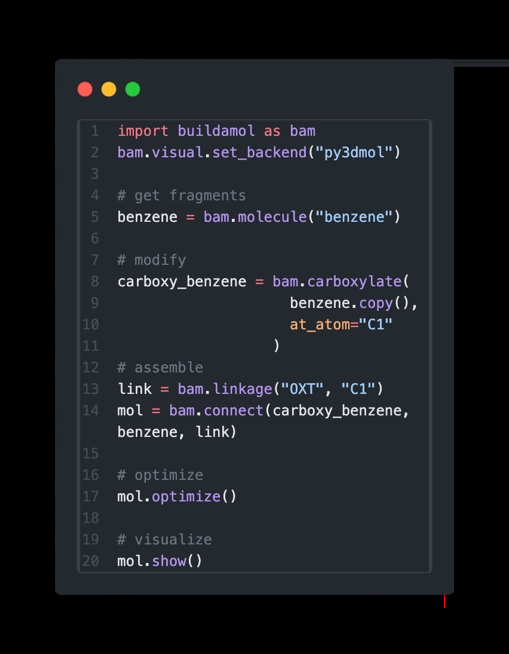 1 import buildamol as bam
2 bam.visual.set_backend("py3dmol")
3
4 # get fragments
5 benzene = bam.molecule("benzene")
6
7 # modify
8 carboxy_benzene = bam.carboxylate(
9                     benzene.copy(),
10                     at_atom="C1"
11                   )
12 # assemble
13 link = bam.linkage("OXT", "C1")
14 mol = bam.connect(carboxy_benzene,
benzene, link)
15
16 # optimize
17 mol.optimize()
18
19 # visualize
20 mol.show()